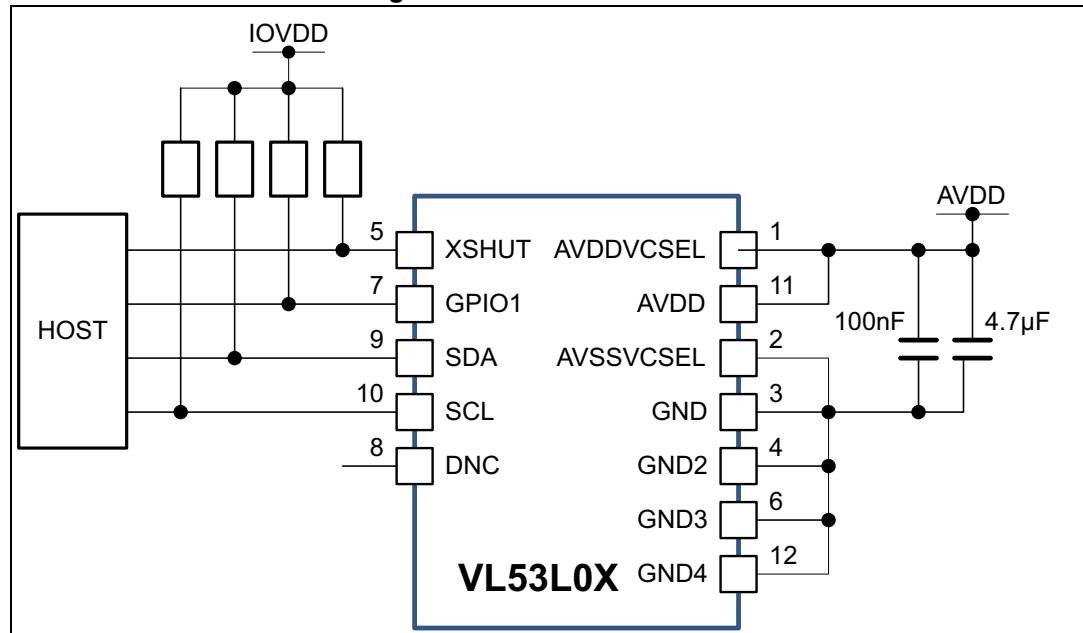 IOVDD
AVDD
HOST
5 XSHUT AVDDVCSEL 1
7 GPIO1 AVDD 11
100nF 4.7µF
9 SDA AVSSVCSEL 2
10 SCL GND 3
8 DNC GND2 4
GND3 6
VL53L0X GND4 12